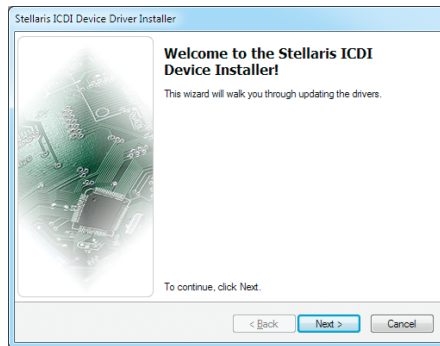 Stellaris ICDI Device Driver Installer
Welcome to the Stellaris ICDI
Device Installer!
This wizard will walk you through updating the drivers.
To continue, click Next.
< Back
Next >
Cancel